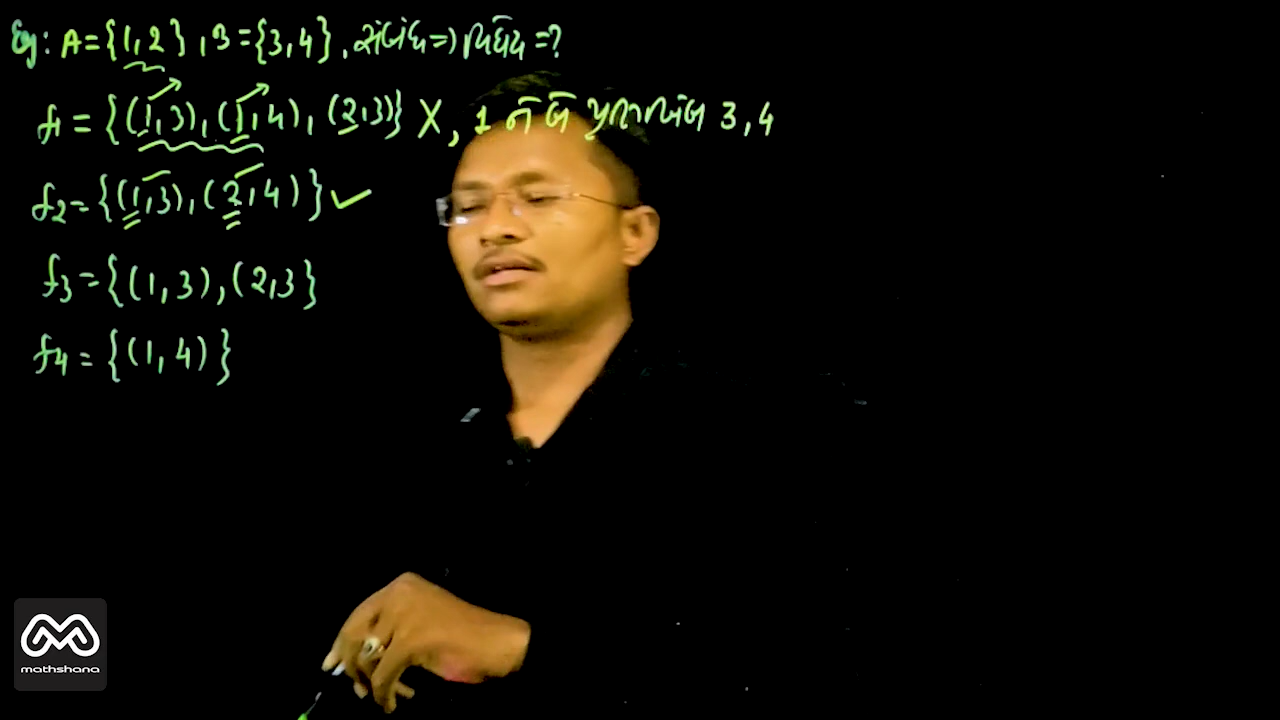 Eg: A={1,2}, B={3,4}, સંબંધ => વિધેય =?
f1 = {(1,3), (1,4), (2,3)} X, 1 ને બે પ્રતિબિંબ 3,4
f2={(1,3), (2,4)} ✓
f3={(1,3), (2,3}
f4={(1,4)}
mathshana